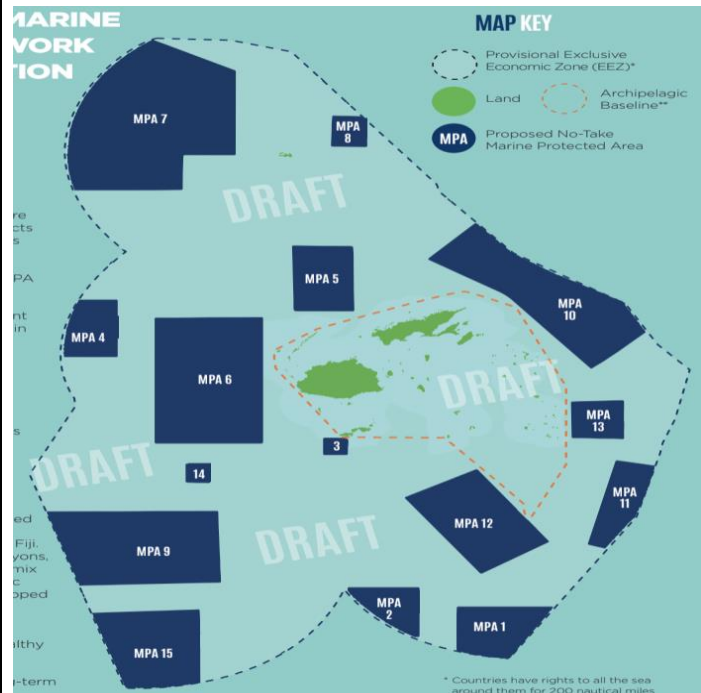 MARINE
WORK
TION
MAP KEY
Provisional Exclusive
Economic Zone (EEZ)*
Land
Archipelagic
Baseline**
MPA
Proposed No-Take
Marine Protected Area
MPA 7
MPA
8
DRAFT
re
cts
s
PA
nt
in
MPA 5
MPA
10
MPA 4
MPA 6
DRAFT
MPA
13
s
3
DRAFT
14
MPA
11
ed
Fiji.
yons,
mix
c
pped
MPA 9
DRAFT
MPA 12
MPA
2
MPA 1
lthy
MPA 15
g-term
* Countries have rights to all the sea
around them for 200 nautical miles